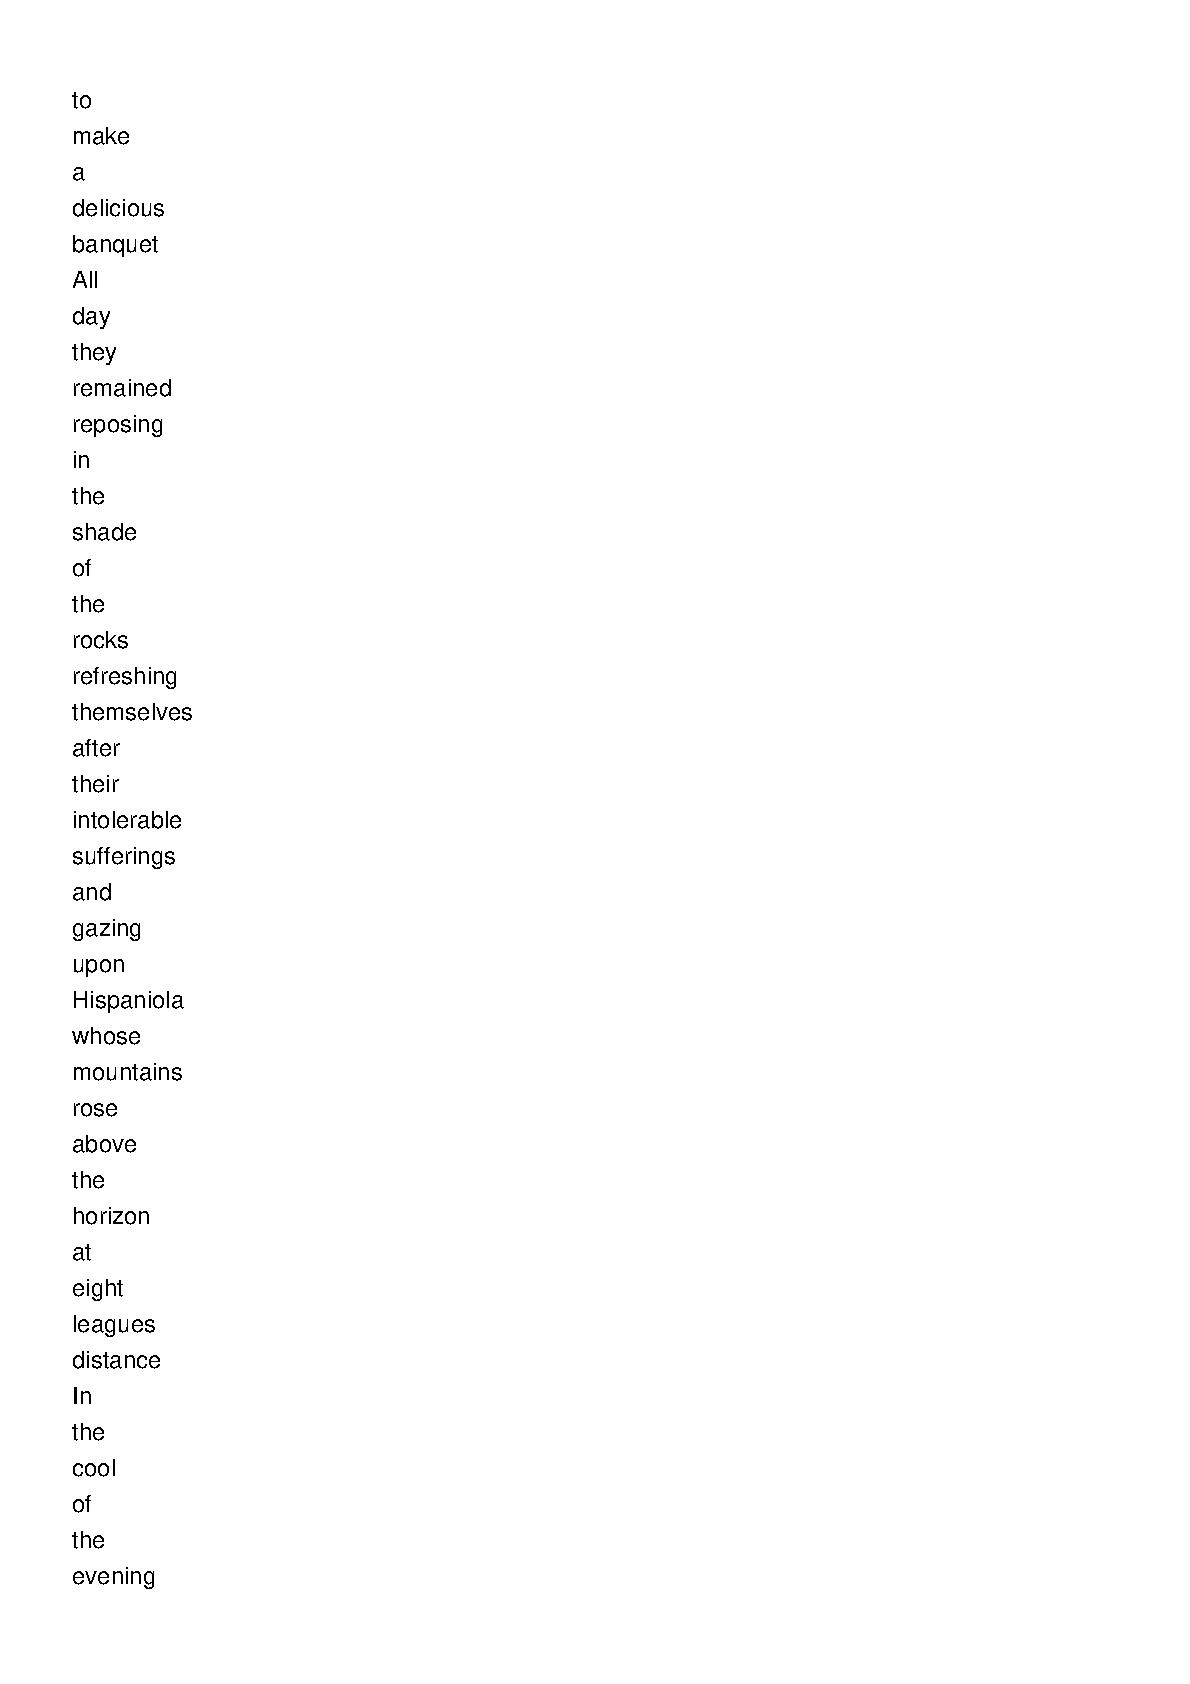 to
make
a
delicious
banquet
All
day
they
remained
reposing
in
the
shade
of
the
rocks
refreshing
themselves
after
their
intolerable
sufferings
and
gazing
upon
Hispaniola
whose
mountains
rose
above
the
horizon
at
eight
leagues
distance
In
the
cool
of
the
evening